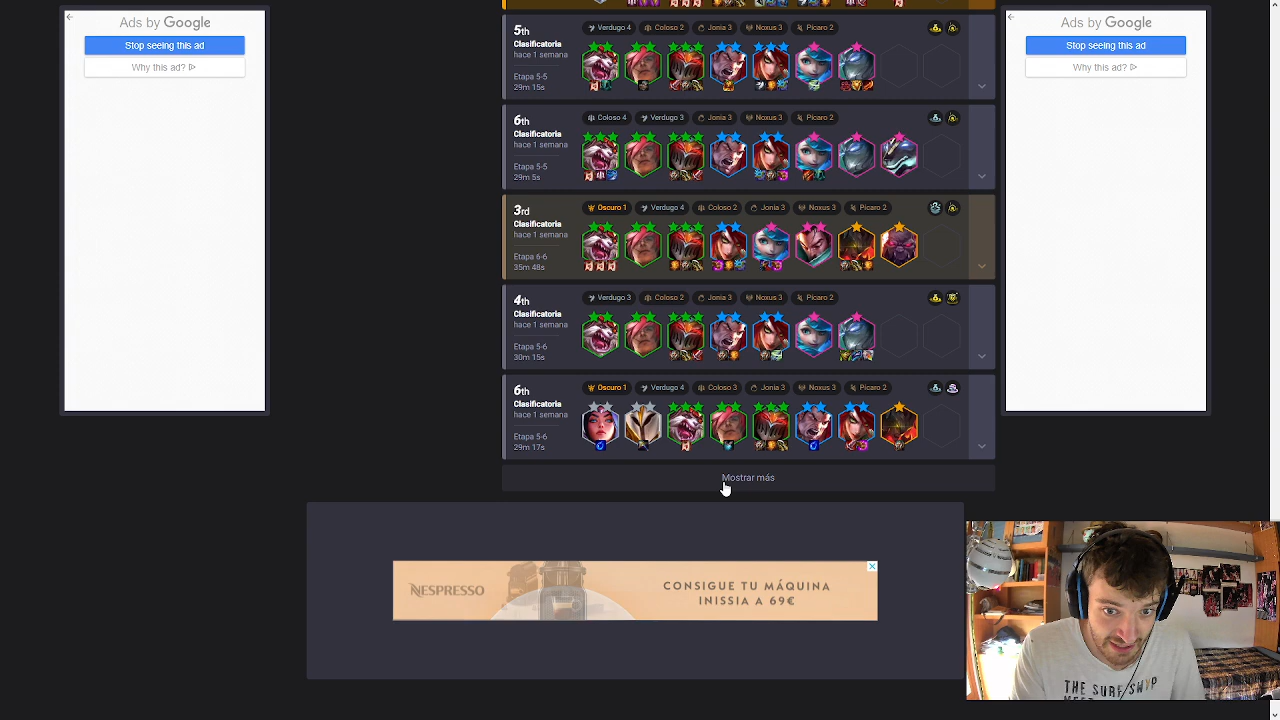 Ads by Google
Stop seeing this ad
Why this ad?
5th
Clasificatoria
hace 1 semana
Etapa 5-5
29m 15s
Verdugo 4
Coloso 2
Jonia 3
Noxus 3
Pícaro 2
6th
Clasificatoria
hace 1 semana
Etapa 5-5
29m 5s
Coloso 4
Verdugo 3
Jonia 3
Noxus 3
Pícaro 2
3rd
Clasificatoria
hace 1 semana
Etapa 6-6
35m 48s
Oscuro 1
Verdugo 4
Coloso 2
Jonia 3
Noxus 3
Pícaro 2
4th
Clasificatoria
hace 1 semana
Etapa 5-6
30m 15s
Verdugo 3
Coloso 2
Jonia 3
Noxus 3
Pícaro 2
6th
Clasificatoria
hace 1 semana
Etapa 5-6
29m 17s
Oscuro 1
Verdugo 4
Coloso 3
Jonia 3
Noxus 3
Pícaro 2
Mostrar más
Ads by Google
Stop seeing this ad
Why this ad?
NESPRESSO
CONSIGUE TU MÁQUINA
INISSIA A 69€
THE SURF